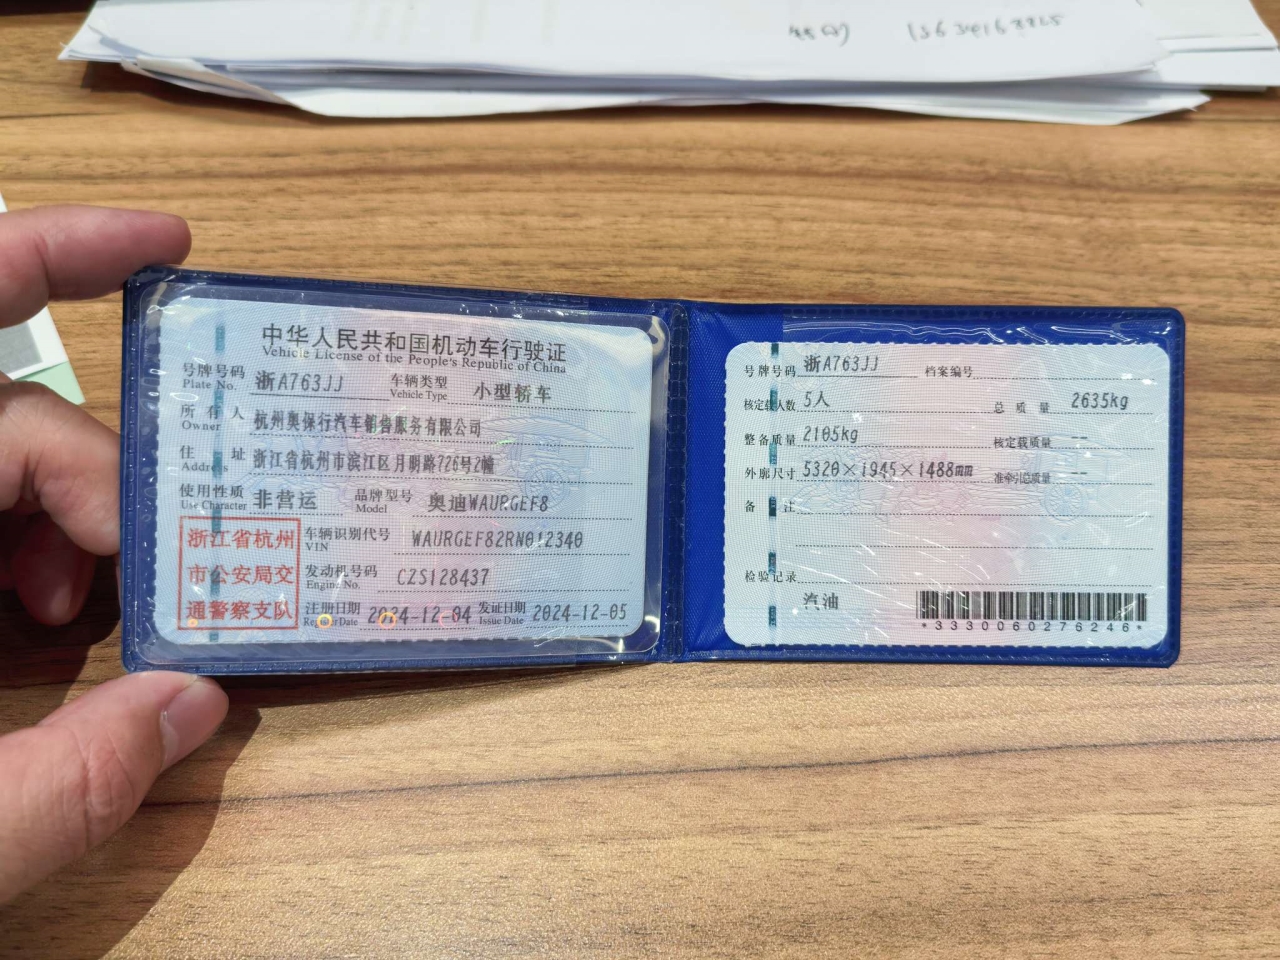 15634168825
中华人民共和国机动车行驶证
Vehicle License of the People's Republic of China
号牌号码 浙A763JJ 车辆类型 小型轿车
Plate No. Vehicle Type
所有人 杭州奥保行汽车销售服务有限公司
Owner
住址 浙江省杭州市滨江区月明路726号2幢
Address
使用性质 非营运 品牌型号 奥迪WAURGEF8
Use Character Model
浙江省杭州
市公安局交
通警察支队
车辆识别代号 WAURGEF82RN012340
VIN
发动机号码 CZS128437
Engine No.
注册日期 2024-12-04 发证日期 2024-12-05
Register Date Issue Date
号牌号码 浙A763JJ 档案编号
核定载人数 5人 总质量 2635kg
整备质量 2105kg 核定载质量 --
外廓尺寸 5320×1945×1488mm 准牵引总质量 --
备注
检验记录
汽油
*3330060276246*